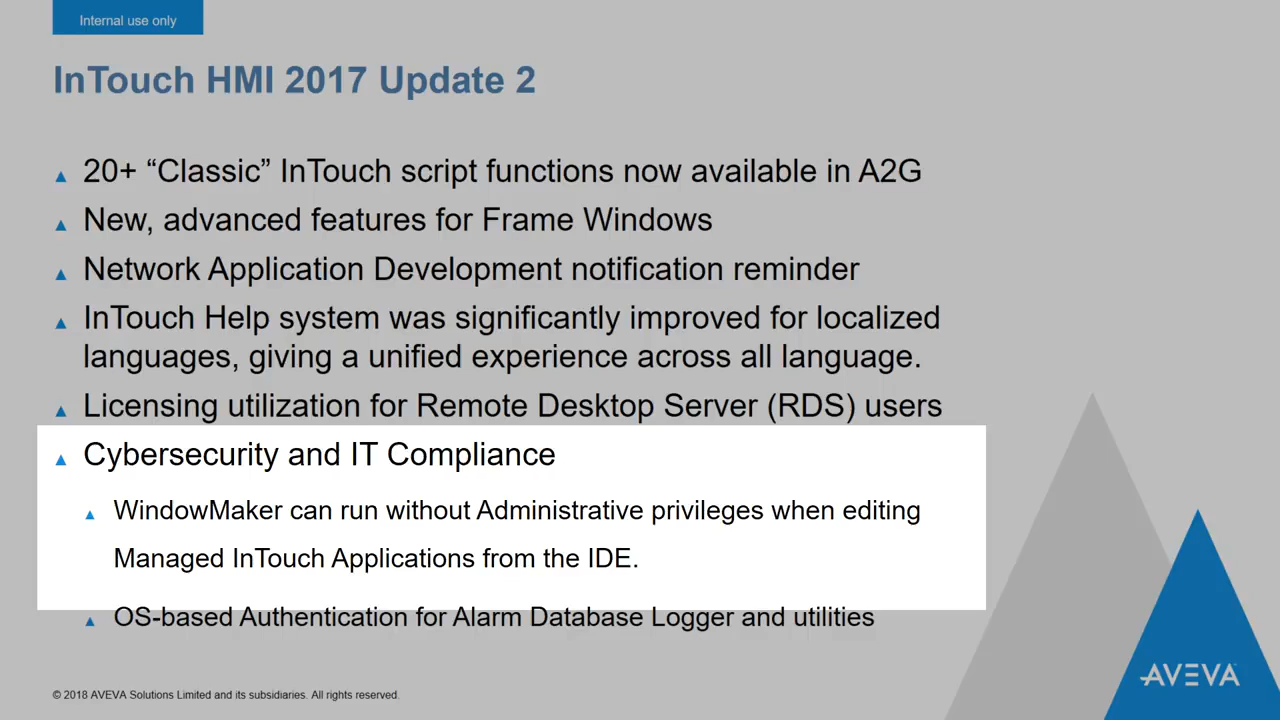 Internal use only
InTouch HMI 2017 Update 2
20+ “Classic” InTouch script functions now available in A2G
New, advanced features for Frame Windows
Network Application Development notification reminder
InTouch Help system was significantly improved for localized
languages, giving a unified experience across all language.
Licensing utilization for Remote Desktop Server (RDS) users
Cybersecurity and IT Compliance
WindowMaker can run without Administrative privileges when editing
Managed InTouch Applications from the IDE.
OS-based Authentication for Alarm Database Logger and utilities
AVEVA
© 2018 AVEVA Solutions Limited and its subsidiaries. All rights reserved.